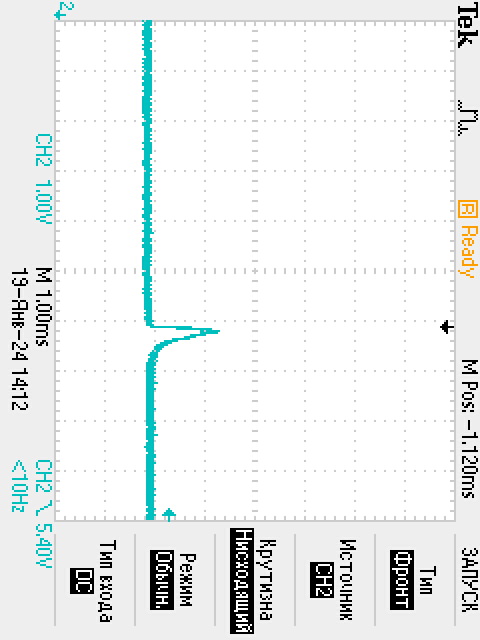 Tek
R Ready
M Pos: -1.120ms
ЗАПУСК
Тип
Фронт
Источник
CH2
Крутизна
Нисходящий
Режим
Обычн.
Тип входа
DC
2
CH2 1.00V
M 1.00ms
CH2 \ 5.40V
19-Янв-24 14:12
<10Hz